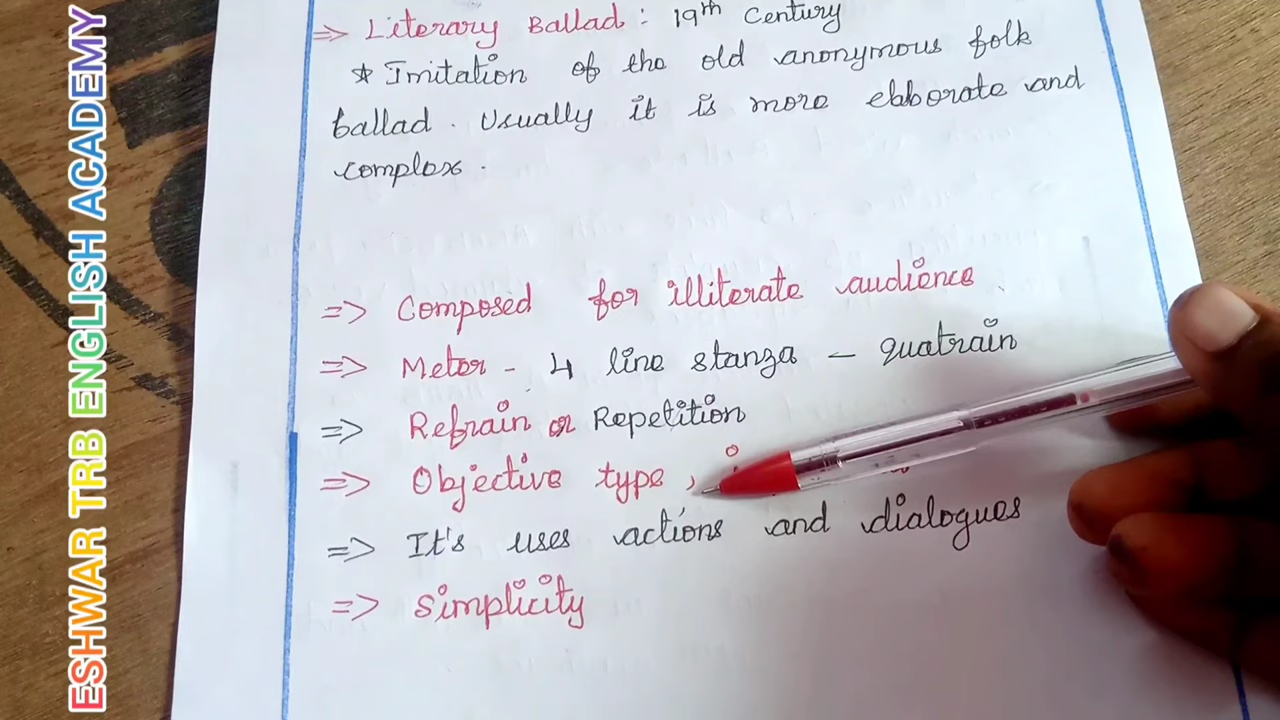 ESHWAR TRB ENGLISH ACADEMY
⇒ Literary Ballad : 19th Century
* Imitation of the old anonymous folk
ballad. Usually it is more elaborate and
complex.
⇒ Composed for illiterate audience
⇒ Meter - 4 line stanza – quatrain
⇒ Refrain or Repetition
⇒ Objective type,
⇒ It's uses actions and dialogues
⇒ Simplicity